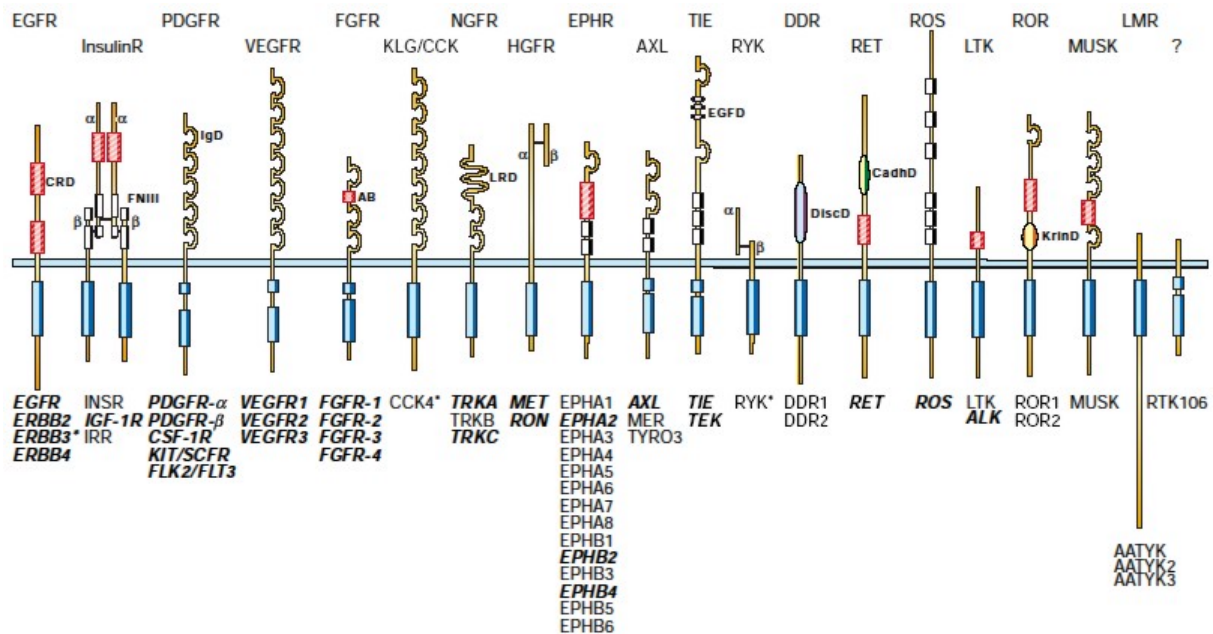 EGFR PDGFR FGFR NGFR EPHR TIE DDR ROS ROR LMR
InsulinR VEGFR KLG/CCK HGFR AXL RYK RET LTK MUSK ?
α α
IgD
EGFD
CRD
FNIII
AB
LRD
α β
CadhD
DiscD
β β
α β
KrinD
EGFR INSR PDGFR-α VEGFR1 FGFR-1 CCK4* TRKA MET EPHA1 AXL TIE RYK* DDR1 RET ROS LTK ROR1 MUSK RTK106
ERBB2 IGF-1R PDGFR-β VEGFR2 FGFR-2 TRKB RON EPHA2 MER TEK DDR2 ALK ROR2
ERBB3* IRR CSF-1R VEGFR3 FGFR-3 TRKC EPHA3 TYRO3
ERBB4 KIT/SCFR FGFR-4 EPHA4
FLK2/FLT3 EPHA5
EPHA6
EPHA7
EPHA8
EPHB1
EPHB2
EPHB3
EPHB4
EPHB5
EPHB6
AATYK
AATYK2
AATYK3